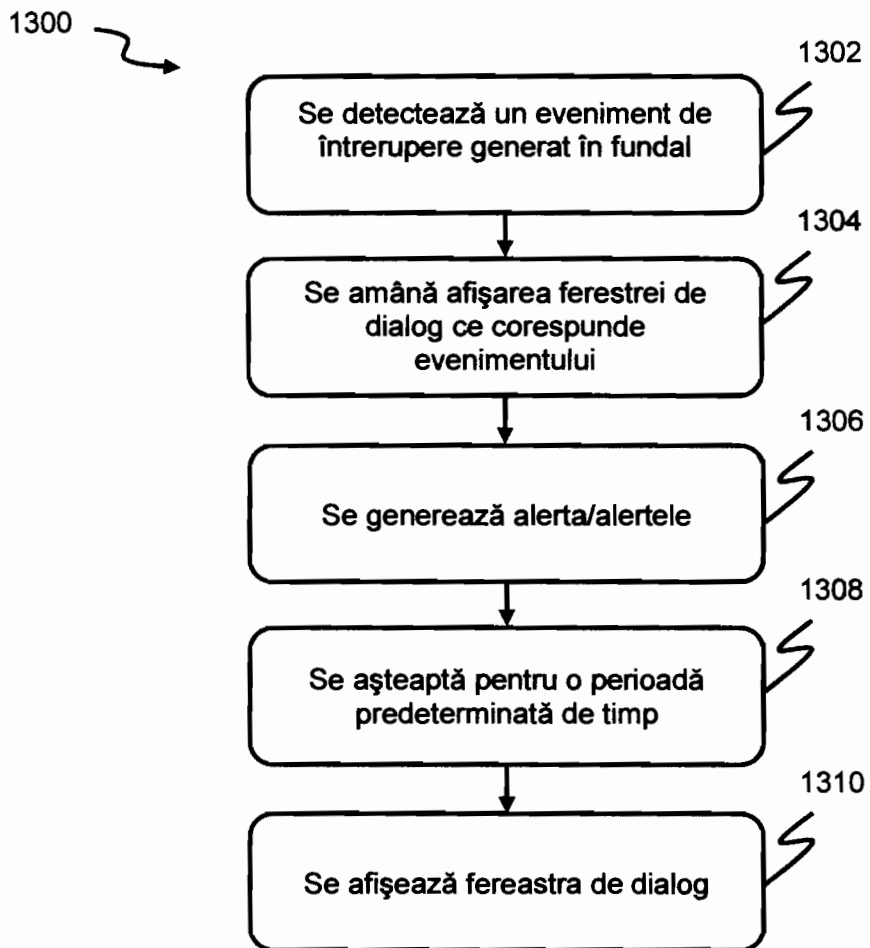 1300
1302
Se detectează un eveniment de
întrerupere generat în fundal
1304
Se amână afişarea ferestrei de
dialog ce corespunde
evenimentului
1306
Se generează alerta/alertele
1308
Se aşteaptă pentru o perioadă
predeterminată de timp
1310
Se afişează fereastra de dialog